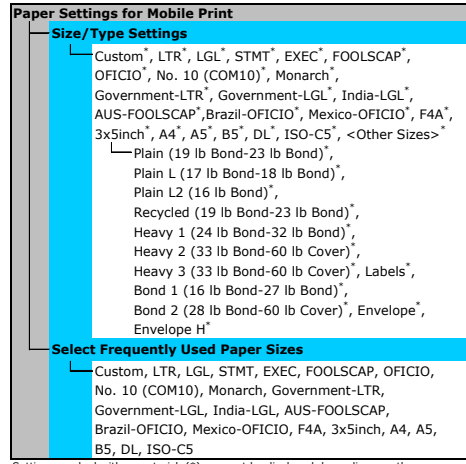 Paper Settings for Mobile Print
Size/Type Settings
Custom*, LTR*, LGL*, STMT*, EXEC*, FOOLSCAP*,
OFICIO*, No. 10 (COM10)*, Monarch*,
Government-LTR*, Government-LGL*, India-LGL*,
AUS-FOOLSCAP*,Brazil-OFICIO*, Mexico-OFICIO*, F4A*,
3x5inch*, A4*, A5*, B5*, DL*, ISO-C5*, <Other Sizes>*
Plain (19 lb Bond-23 lb Bond)*,
Plain L (17 lb Bond-18 lb Bond)*,
Plain L2 (16 lb Bond)*,
Recycled (19 lb Bond-23 lb Bond)*,
Heavy 1 (24 lb Bond-32 lb Bond)*,
Heavy 2 (33 lb Bond-60 lb Cover)*,
Heavy 3 (33 lb Bond-60 lb Cover)*, Labels*,
Bond 1 (16 lb Bond-27 lb Bond)*,
Bond 2 (28 lb Bond-60 lb Cover)*, Envelope*,
Envelope H*
Select Frequently Used Paper Sizes
Custom, LTR, LGL, STMT, EXEC, FOOLSCAP, OFICIO,
No. 10 (COM10), Monarch, Government-LTR,
Government-LGL, India-LGL, AUS-FOOLSCAP,
Brazil-OFICIO, Mexico-OFICIO, F4A, 3x5inch, A4, A5,
B5, DL, ISO-C5